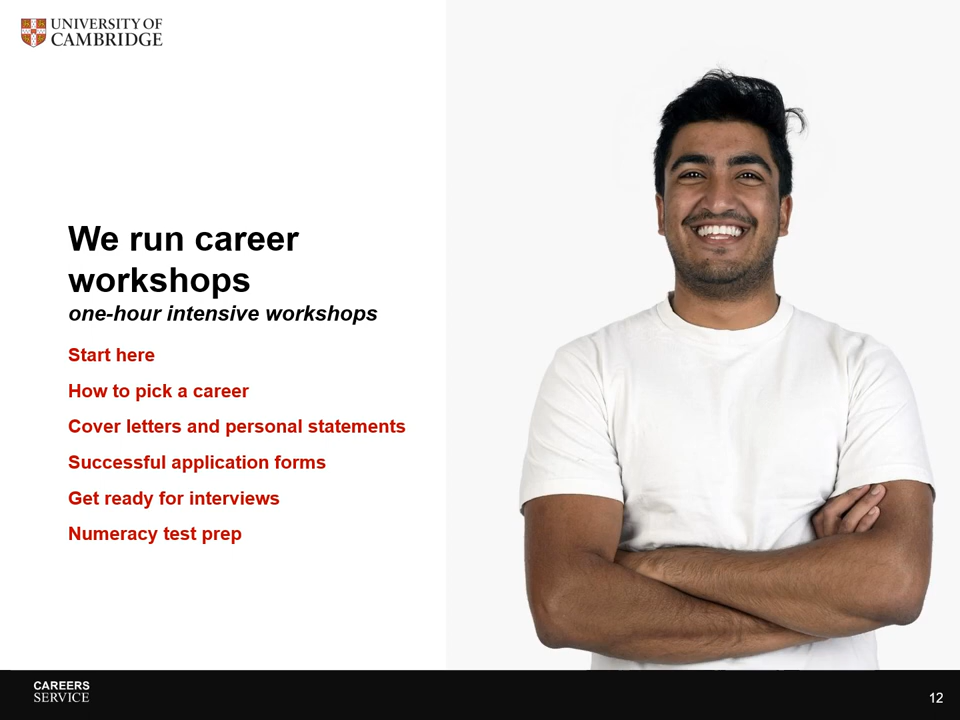 UNIVERSITY OF
CAMBRIDGE
We run career
workshops
one-hour intensive workshops
Start here
How to pick a career
Cover letters and personal statements
Successful application forms
Get ready for interviews
Numeracy test prep
CAREERS
SERVICE
12